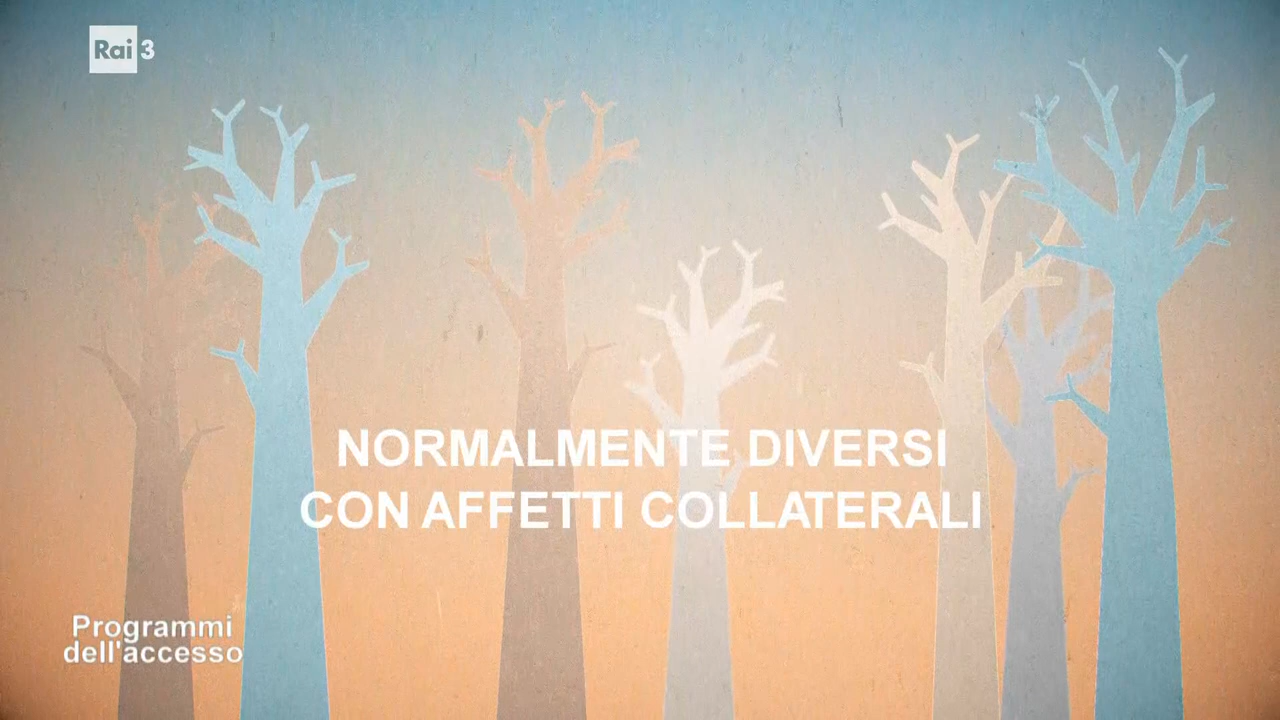 Rai 3
NORMALMENTE DIVERSI
CON AFFETTI COLLATERALI
Programmi
dell'accesso